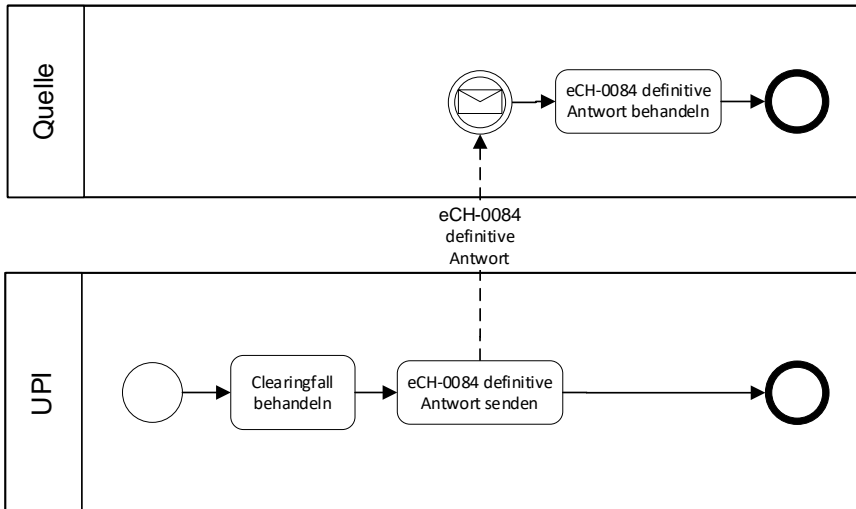 Quelle
eCH-0084 definitive
Antwort behandeln
eCH-0084
definitive
Antwort
UPI
Clearingfall
behandeln
eCH-0084 definitive
Antwort senden